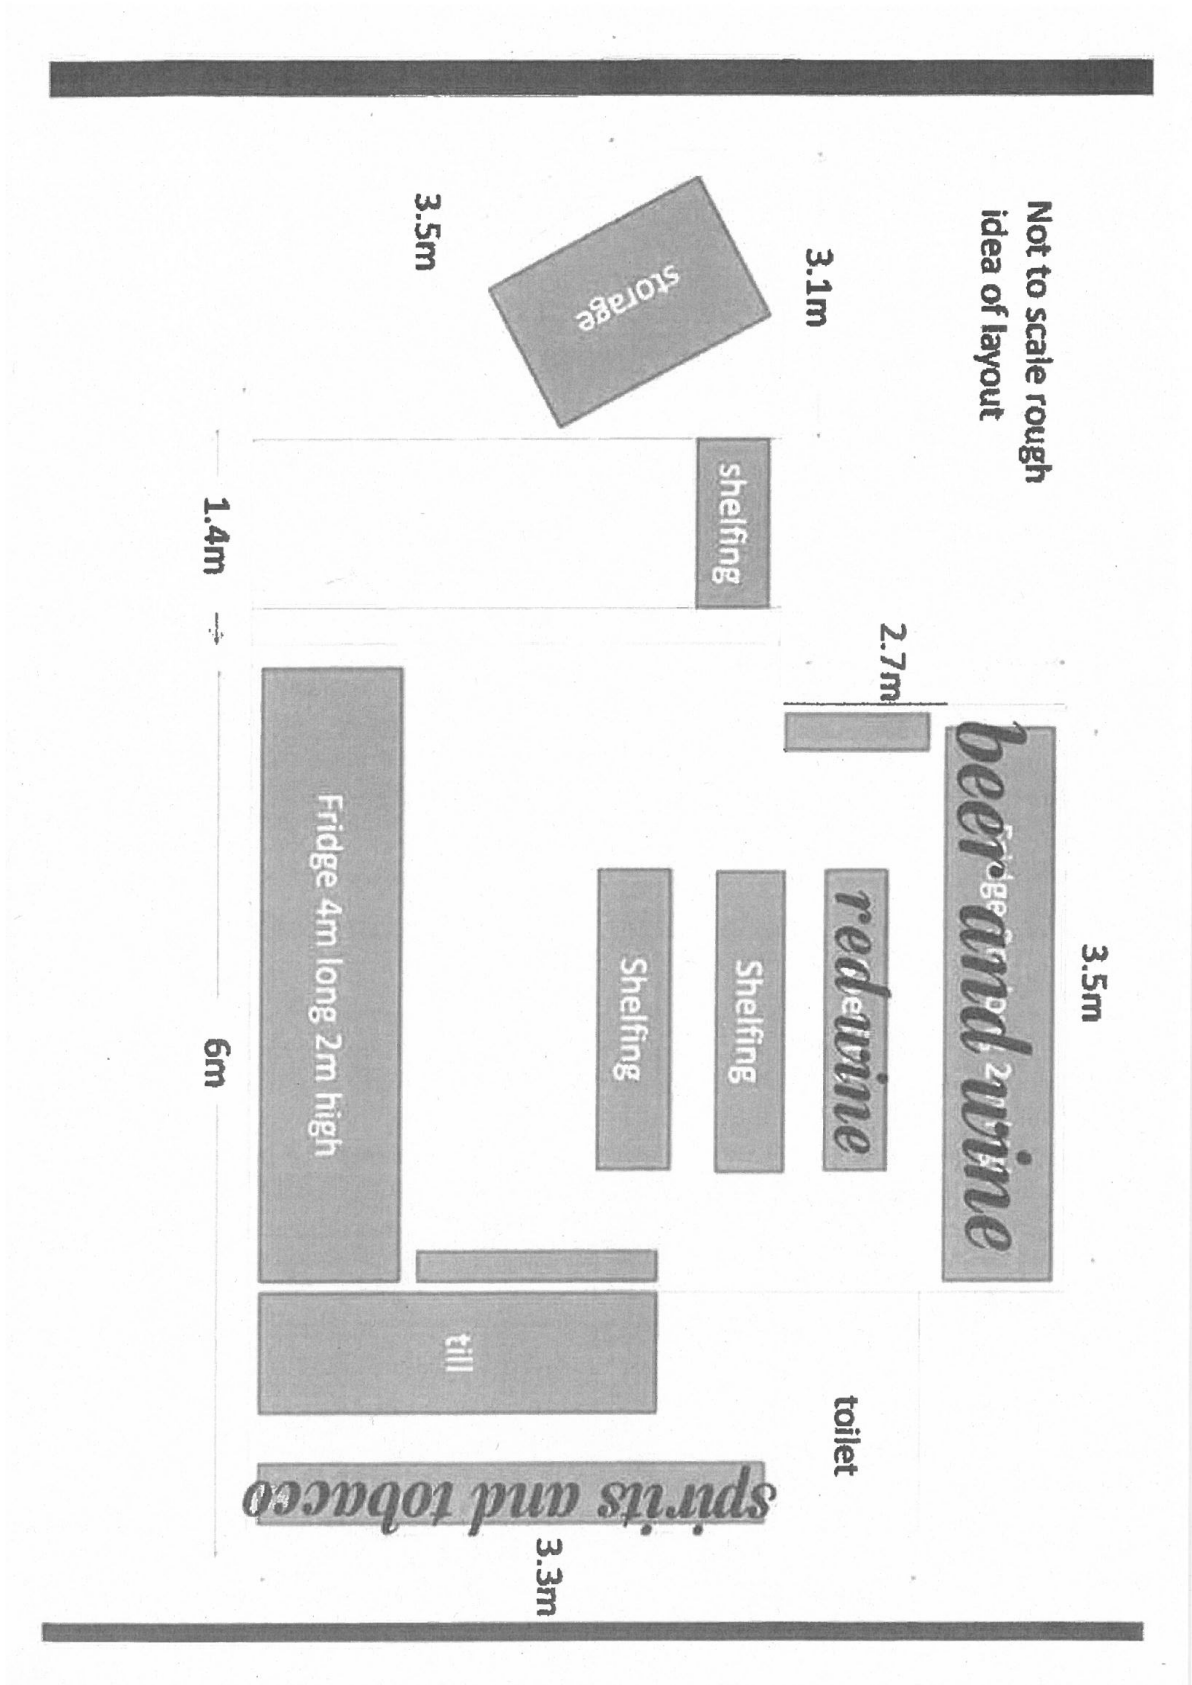 3.5m
Not to scale rough
idea of layout
beer and wine
2.7m
red wine
toilet
3.1m
shelfing
Shelfing
Shelfing
storage
spirits and tobacco
3.3m
3.5m
till
Fridge 4m long 2m high
1.4m
6m